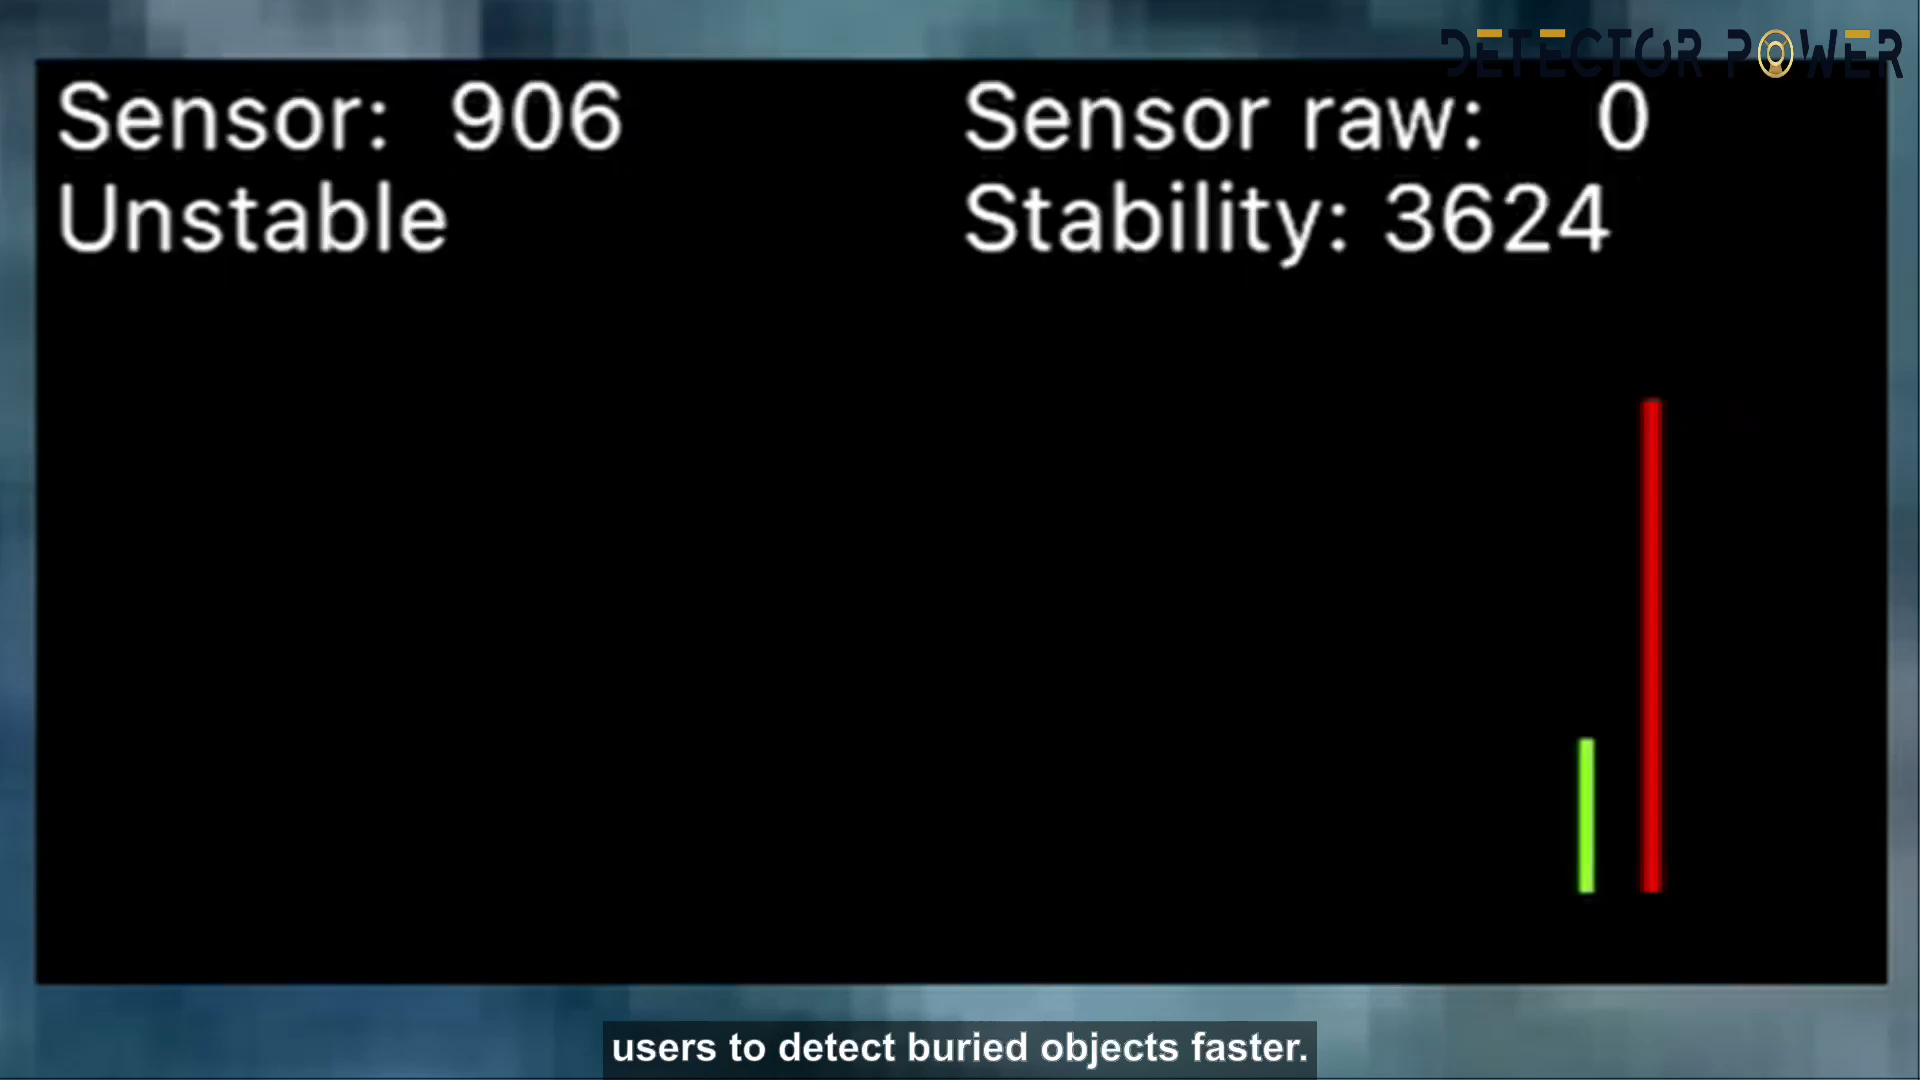 DETECTOR POWER
Sensor: 906
Sensor raw: 0
Unstable
Stability: 3624
users to detect buried objects faster.